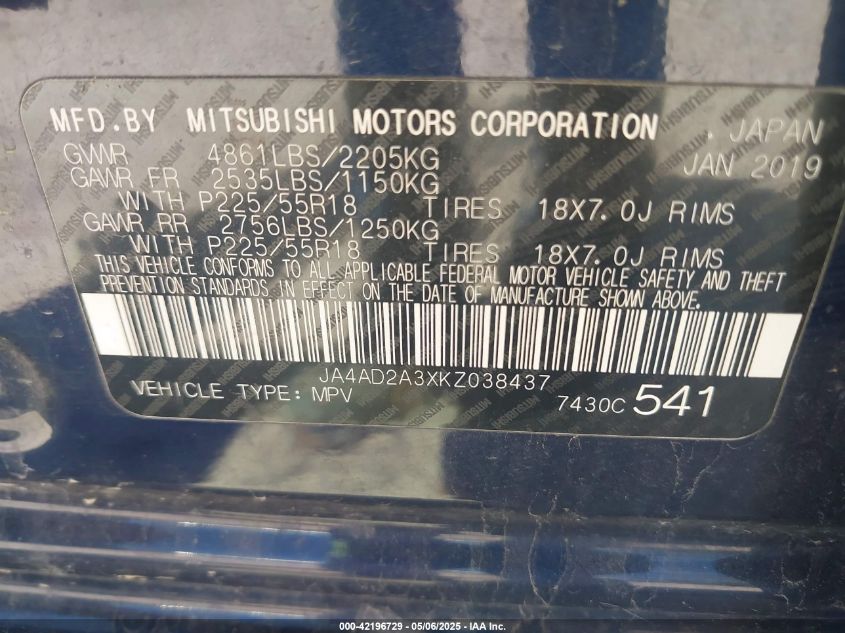 MFD.BY MITSUBISHI MOTORS CORPORATION . JAPAN
GVWR 4861LBS/2205KG JAN 2019
GAWR FR 2535LBS/1150KG
WITH P225/55R18 TIRES 18X7.0J RIMS
GAWR RR 2756LBS/1250KG
WITH P225/55R18 TIRES 18X7.0J RIMS
THIS VEHICLE CONFORMS TO ALL APPLICABLE FEDERAL MOTOR VEHICLE SAFETY AND THEFT
PREVENTION STANDARDS IN EFFECT ON THE DATE OF MANUFACTURE SHOWN ABOVE.
JA4AD2A3XKZ038437
VEHICLE TYPE: MPV 7430C 541
000-42196729 - 05/06/2025 - IAA Inc.